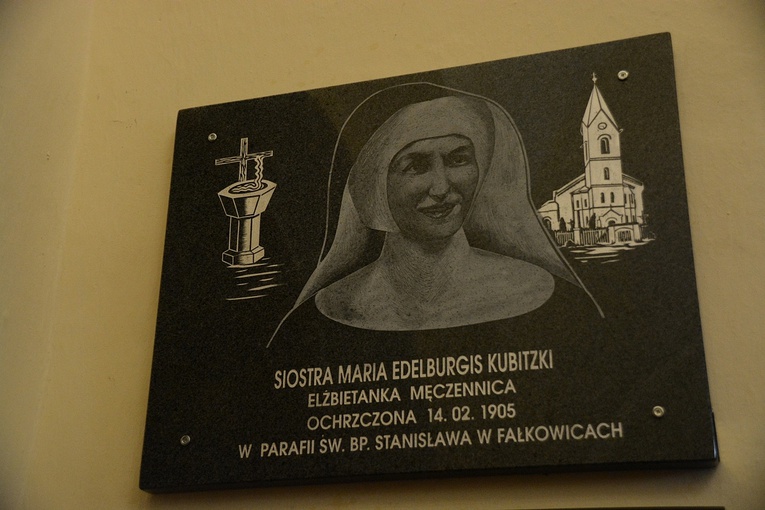 SIOSTRA MARIA EDELBURGIS KUBITZKI
ELŻBIETANKA MĘCZENNICA
OCHRZCZONA 14.02.1905
W PARAFII ŚW. BP. STANISŁAWA W FAŁKOWICACH